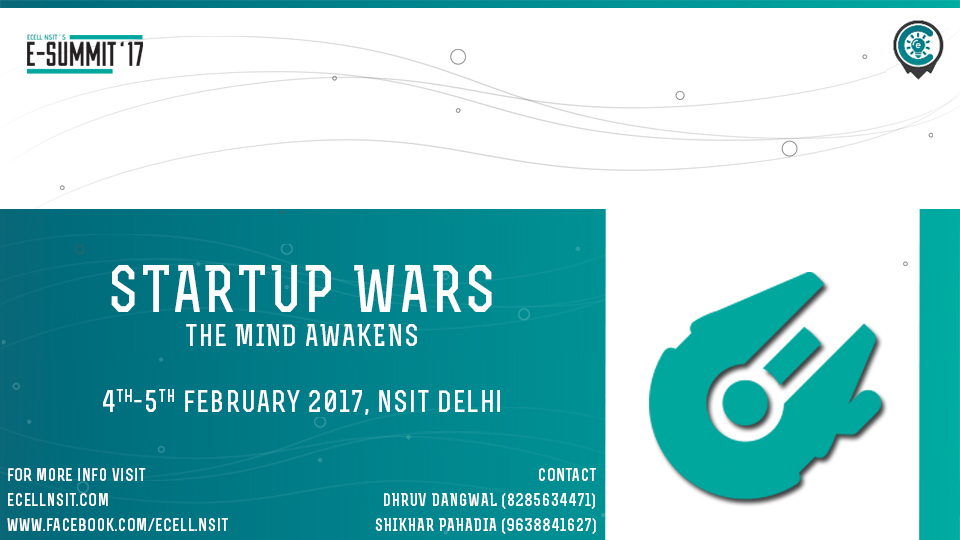 ECELL NSIT'S
E-SUMMIT '17
e
STARTUP WARS
THE MIND AWAKENS
4TH-5TH FEBRUARY 2017, NSIT DELHI
FOR MORE INFO VISIT
ECELLNSIT.COM
WWW.FACEBOOK.COM/ECELL.NSIT
CONTACT
DHRUV DANGWAL (8285634471)
SHIKHAR PAHADIA (9638841627)